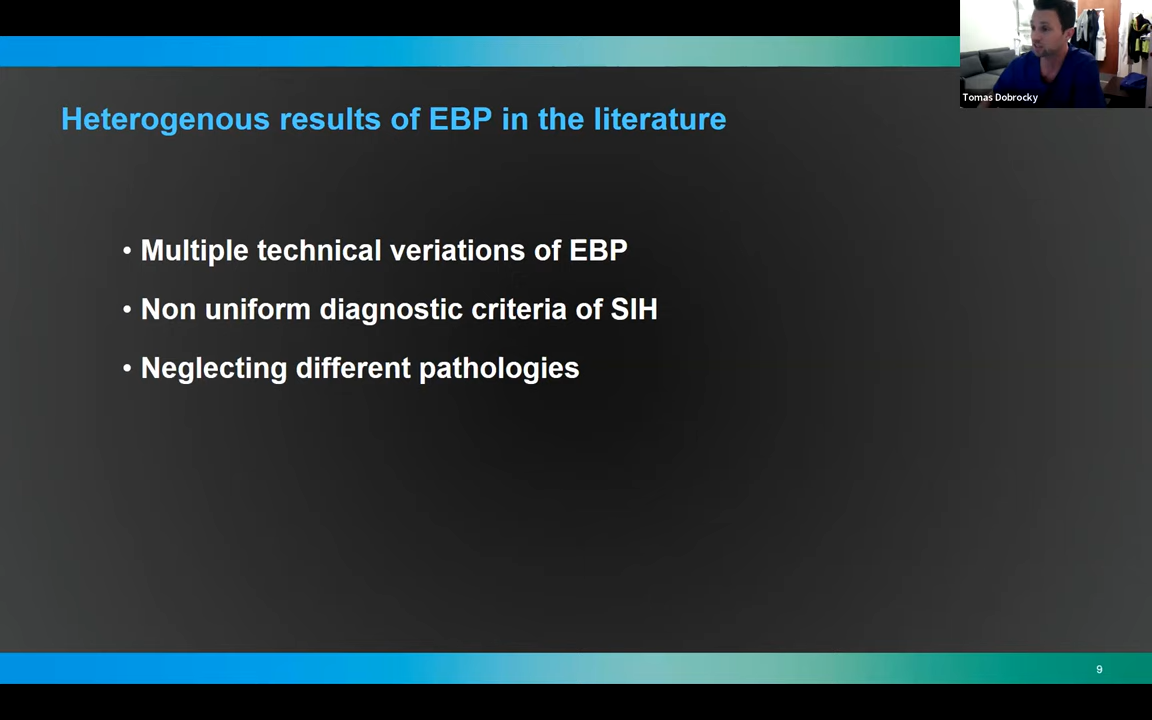 Tomas Dobrocky
Heterogenous results of EBP in the literature
• Multiple technical veriations of EBP
• Non uniform diagnostic criteria of SIH
• Neglecting different pathologies
9